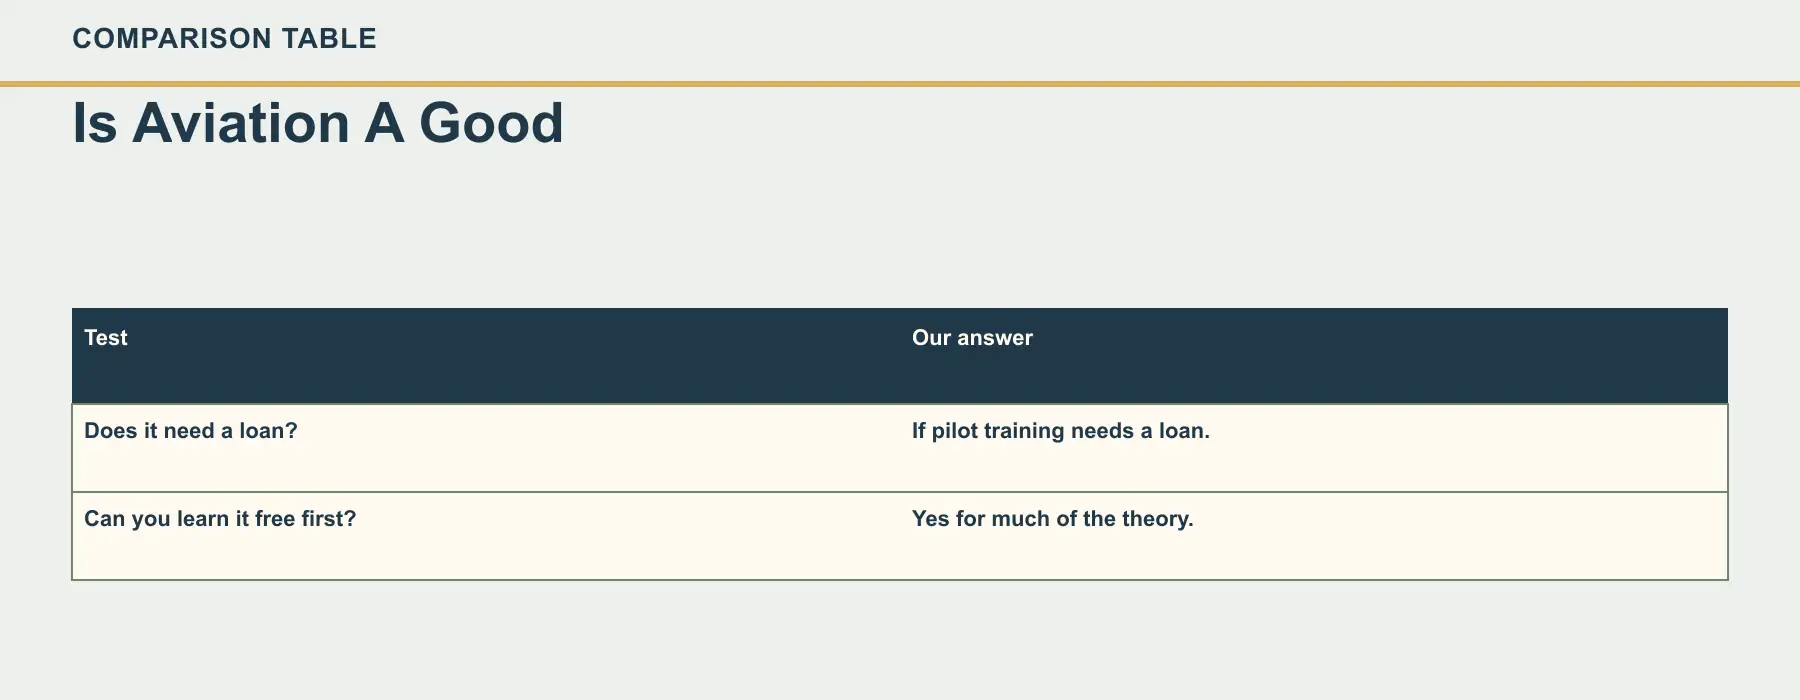 COMPARISON TABLE
Is Aviation A Good
Test Our answer
Does it need a loan? If pilot training needs a loan.
Can you learn it free first? Yes for much of the theory.